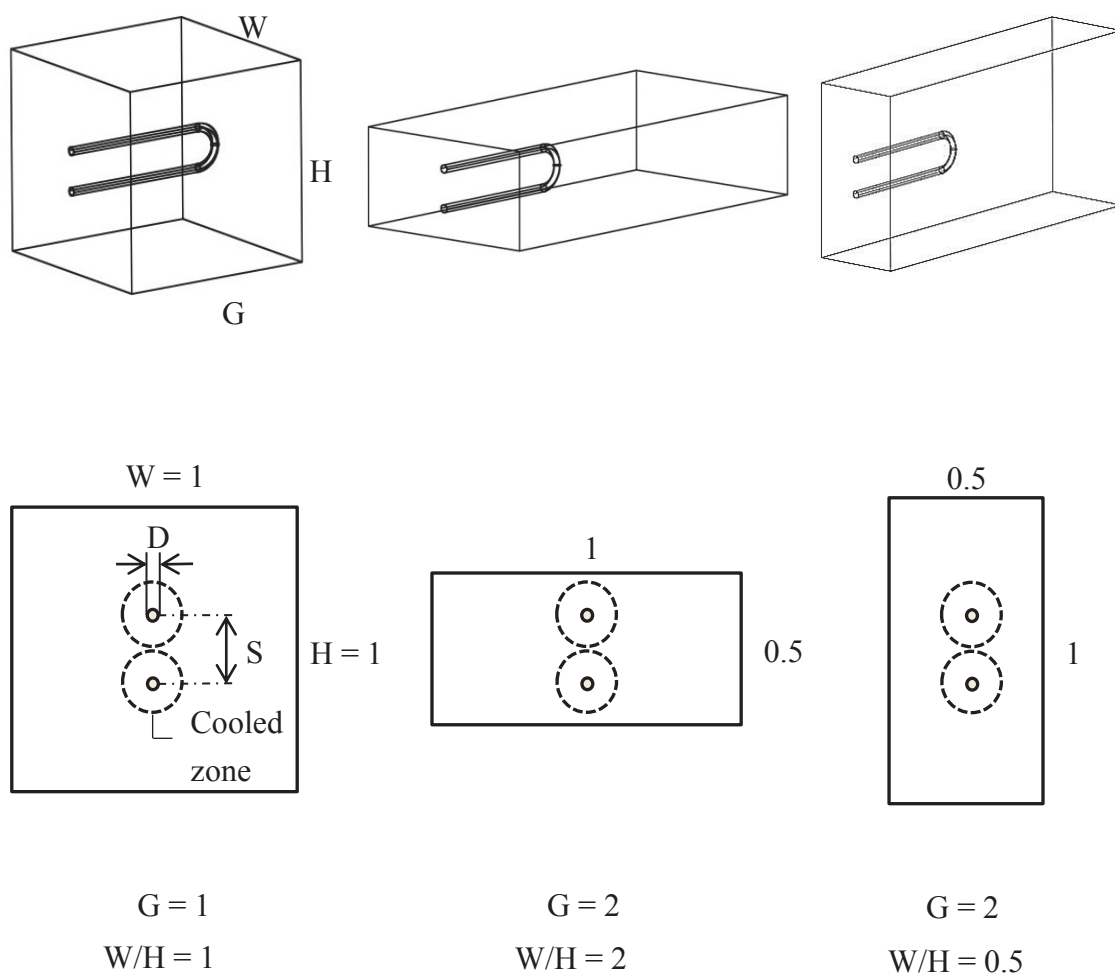 W
H
G
W = 1
D
S
H = 1
Cooled
zone
1
0.5
0.5
1
G = 1
W/H = 1
G = 2
W/H = 2
G = 2
W/H = 0.5